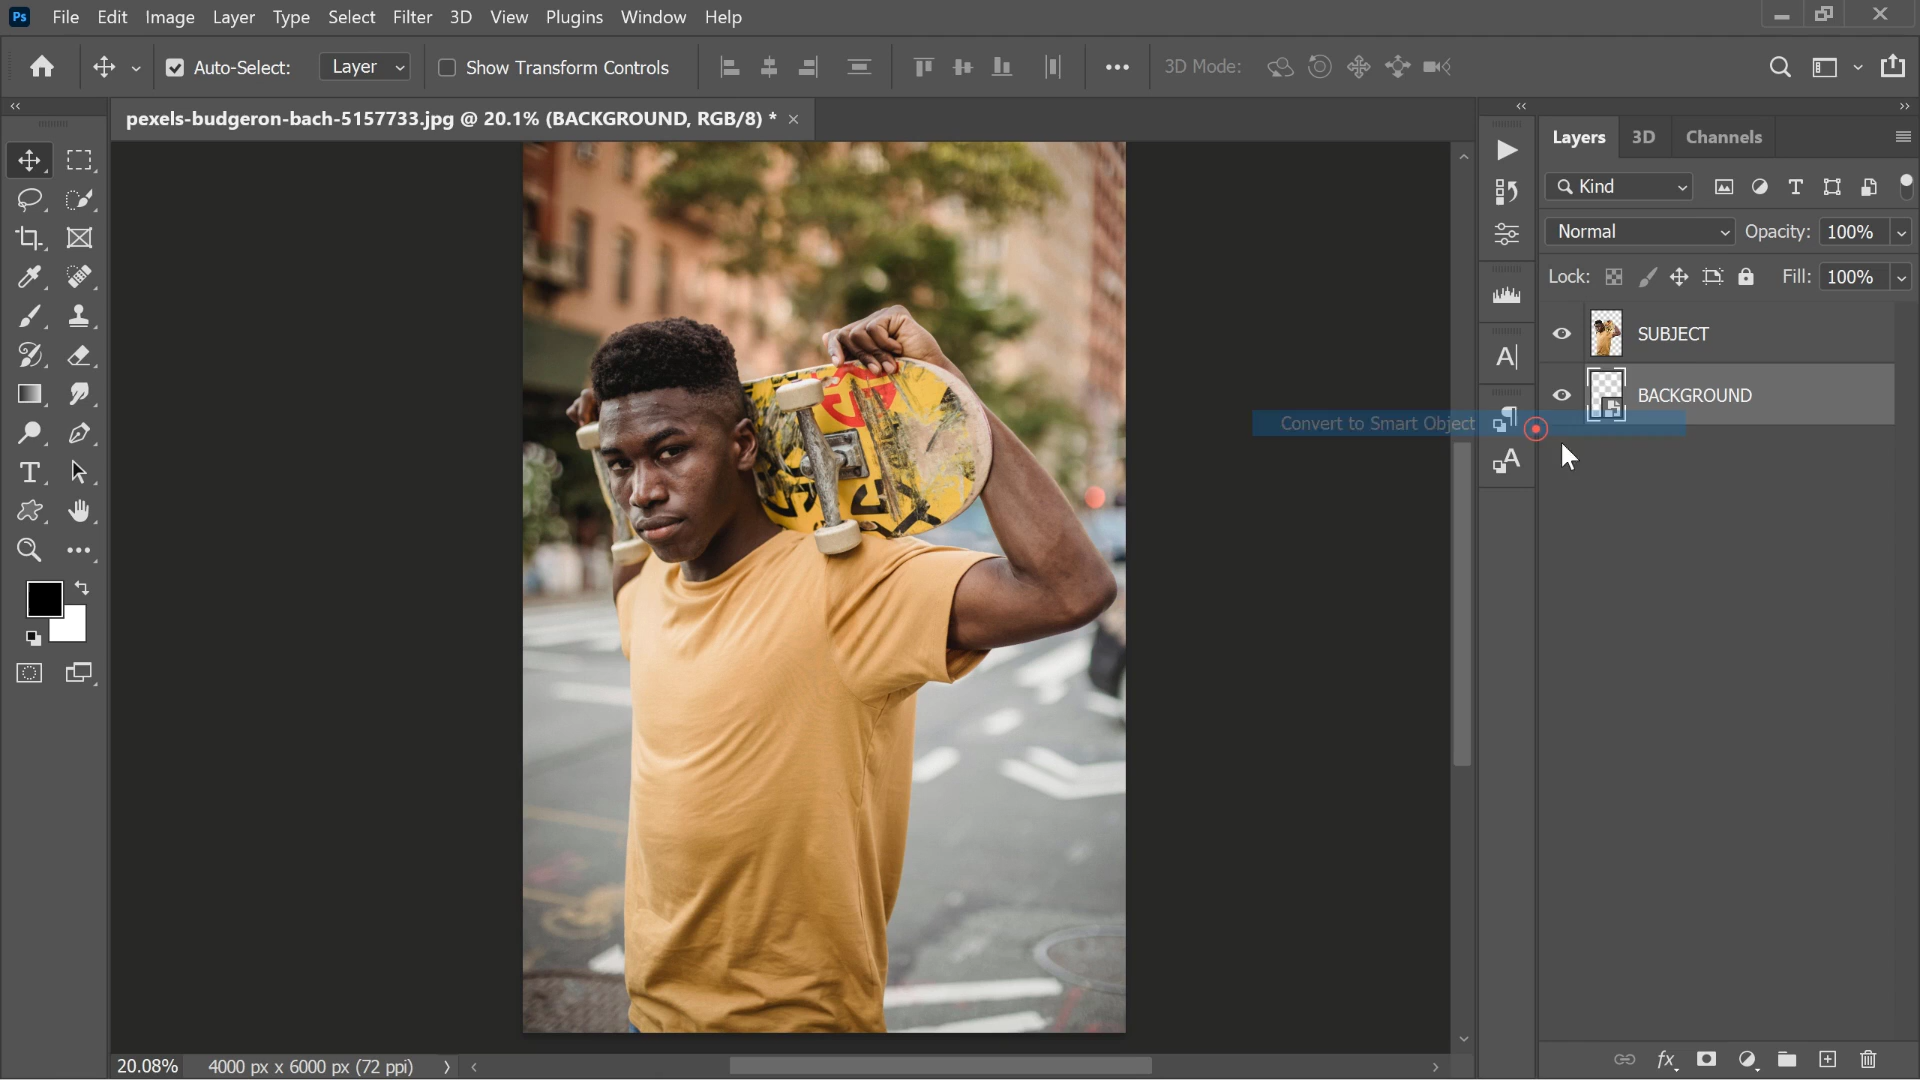 Ps File Edit Image Layer Type Select Filter 3D View Plugins Window Help
Auto-Select: Layer Show Transform Controls 3D Mode:
pexels-budgeron-bach-5157733.jpg @ 20.1% (BACKGROUND, RGB/8) *
Layers 3D Channels
Kind
Normal Opacity: 100%
Lock: Fill: 100%
SUBJECT
BACKGROUND
Convert to Smart Object
20.08% 4000 px x 6000 px (72 ppi)